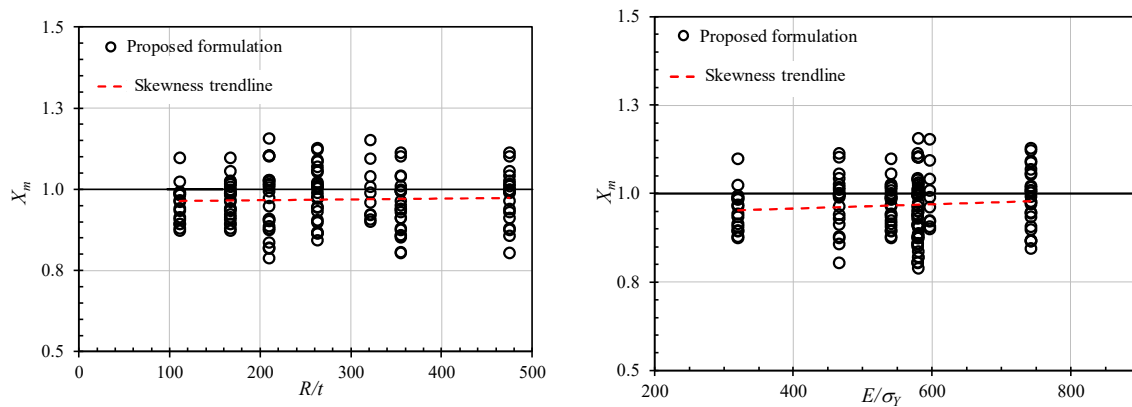 1.5
1.3
1.0
0.8
0.5
X_m
Proposed formulation
Skewness trendline
0 100 200 300 400 500
R/t
1.5
1.3
1.0
0.8
0.5
X_m
Proposed formulation
Skewness trendline
200 400 600 800
E/σ_Y